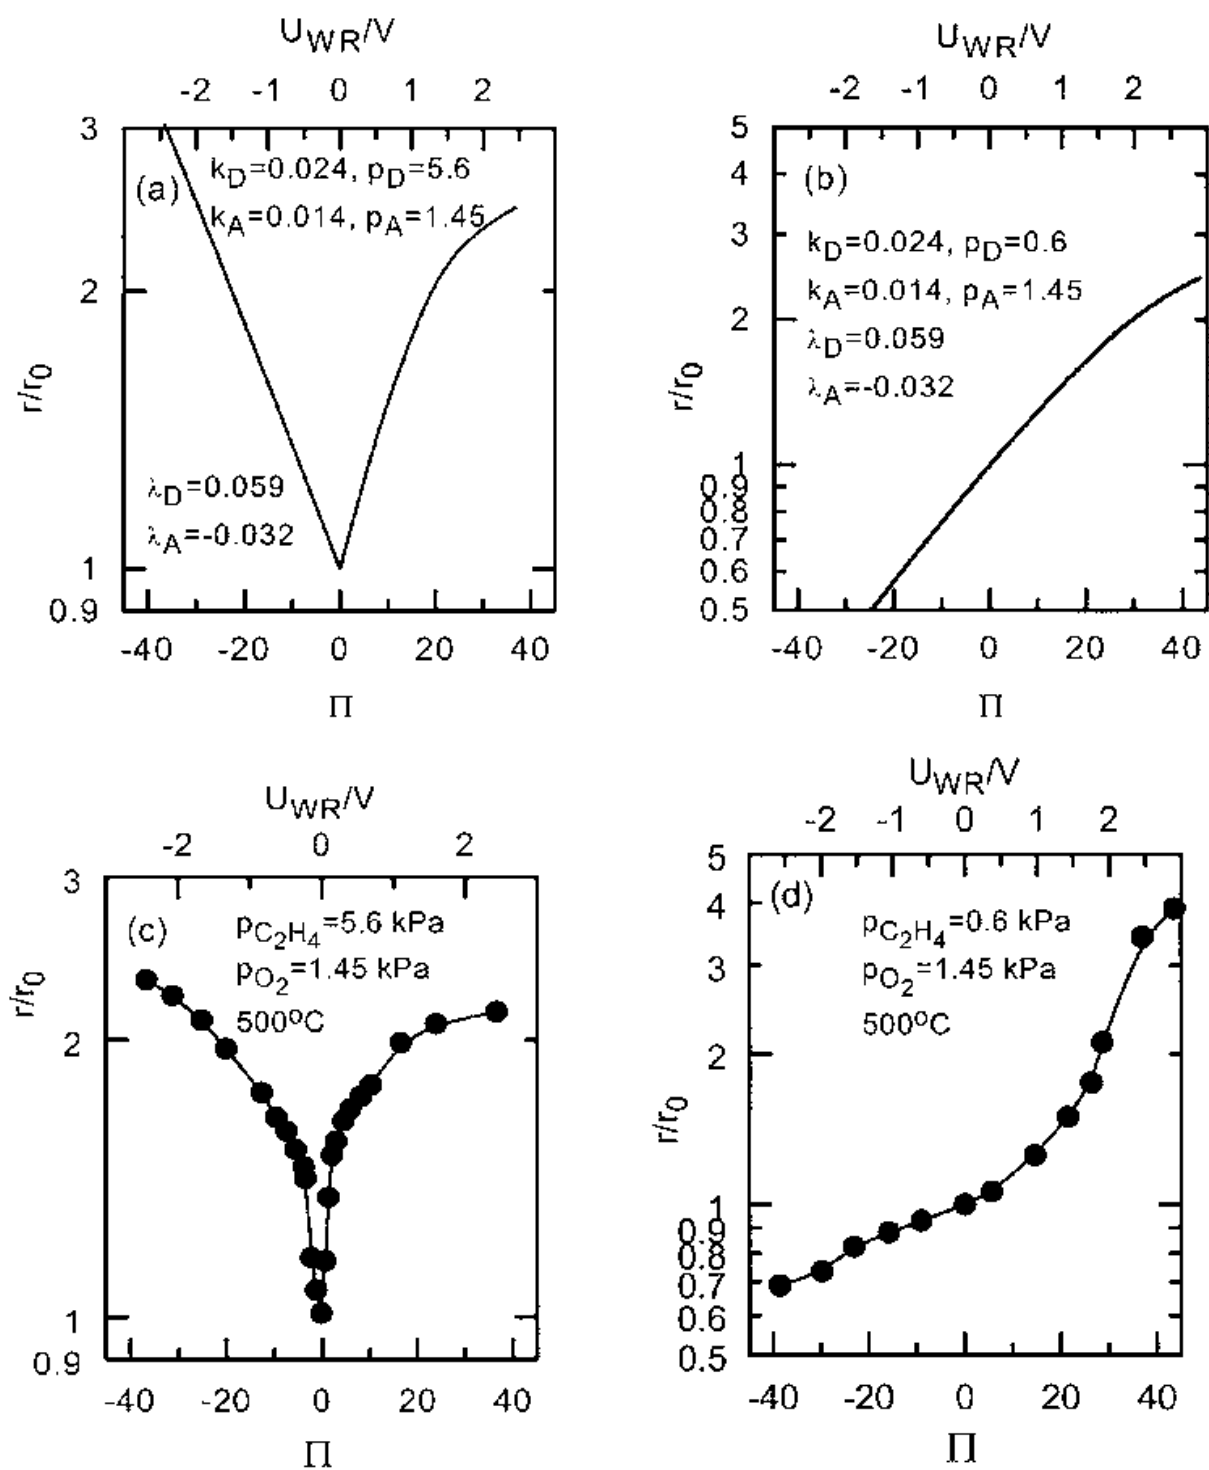 U_WR/V
-2 -1 0 1 2
3
2
1
0.9
r/r_0
(a)
k_D=0.024, p_D=5.6
k_A=0.014, p_A=1.45
λ_D=0.059
λ_A=-0.032
-40 -20 0 20 40
Π
U_WR/V
-2 -1 0 1 2
5
4
3
2
1
0.9
0.8
0.7
0.6
0.5
r/r_0
(b)
k_D=0.024, p_D=0.6
k_A=0.014, p_A=1.45
λ_D=0.059
λ_A=-0.032
-40 -20 0 20 40
Π
U_WR/V
-2 0 2
3
2
1
0.9
r/r_0
(c)
p_C_2H_4=5.6 kPa
p_O_2=1.45 kPa
500°C
-40 -20 0 20 40
Π
U_WR/V
-2 -1 0 1 2
5
4
3
2
1
0.9
0.8
0.7
0.6
0.5
r/r_0
(d)
p_C_2H_4=0.6 kPa
p_O_2=1.45 kPa
500°C
-40 -20 0 20 40
Π